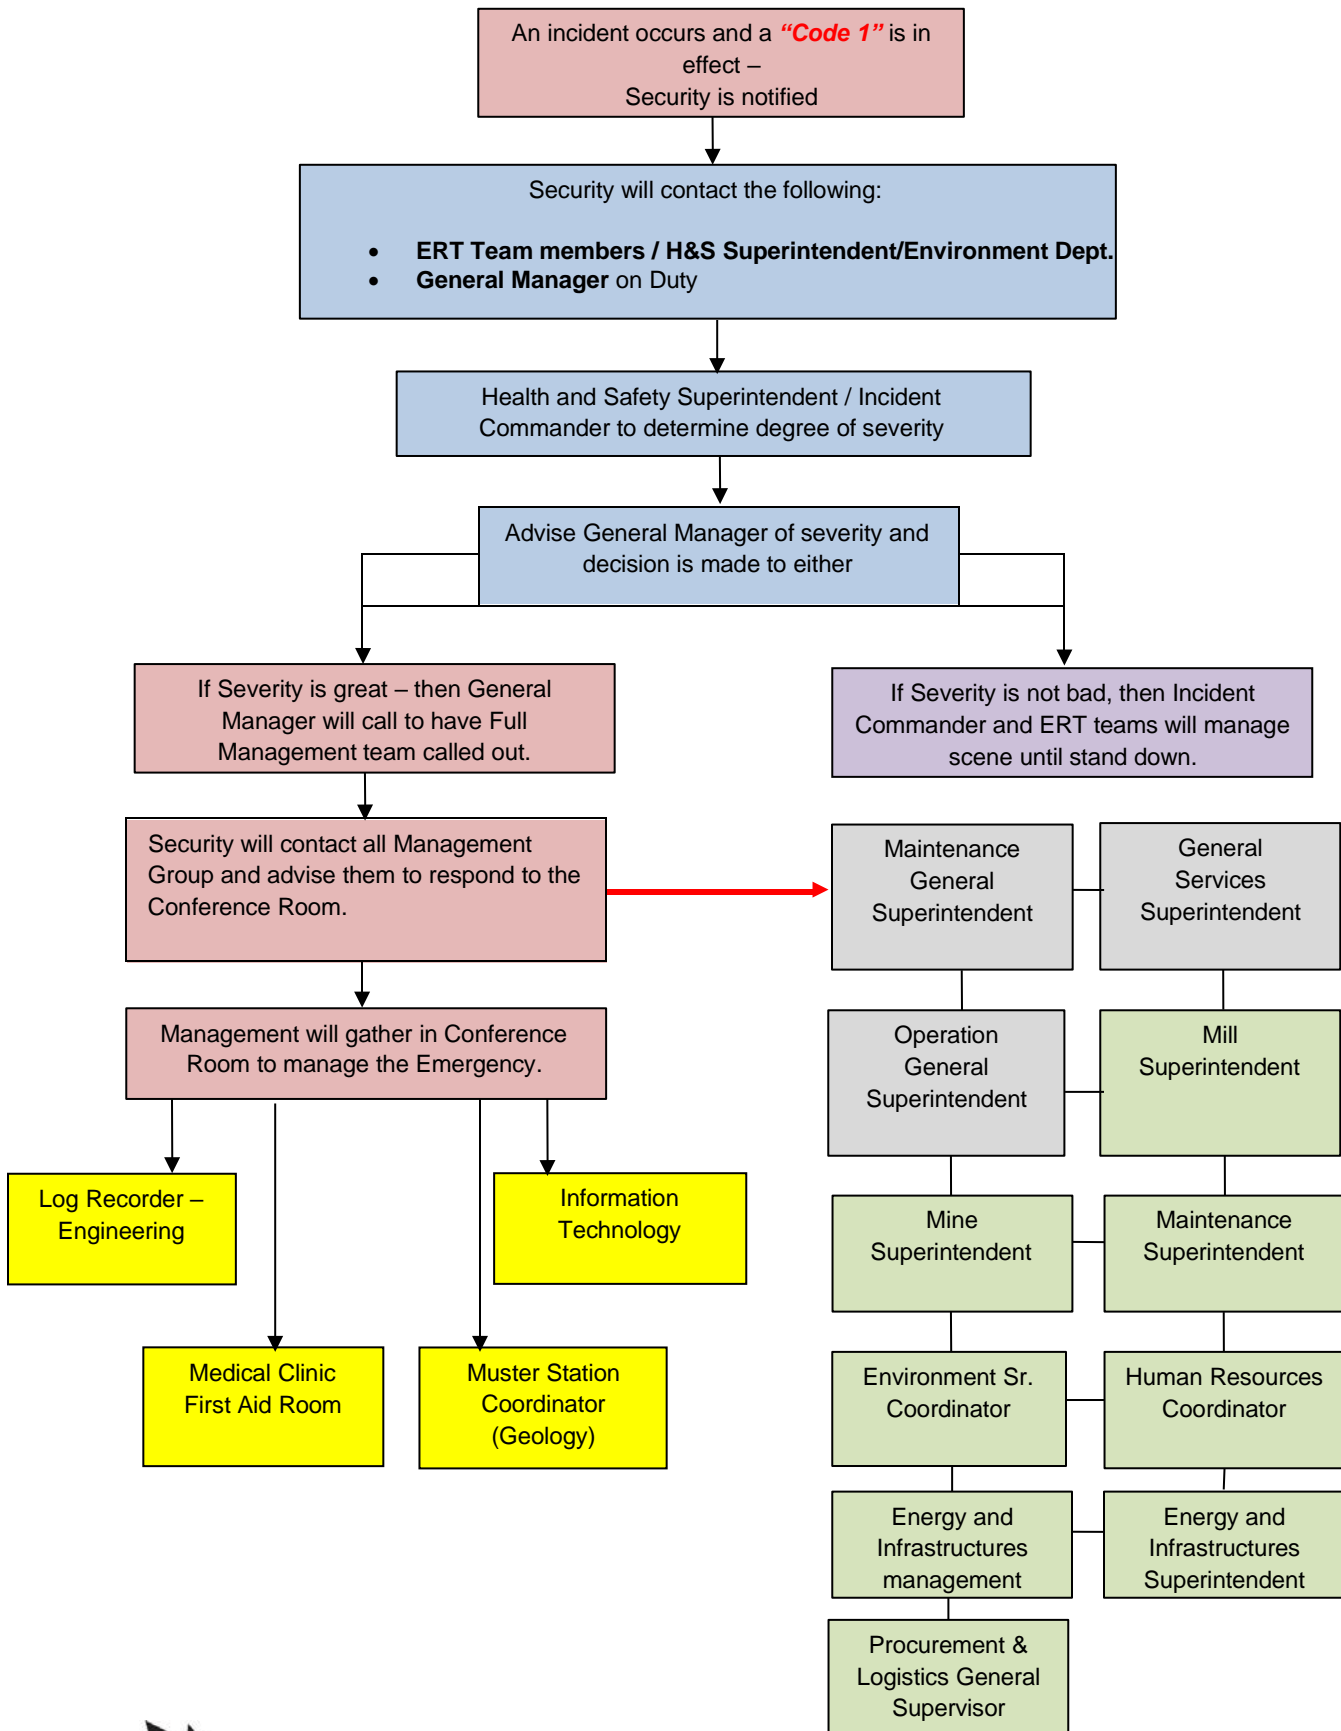 An incident occurs and a “Code 1” is in
effect –
Security is notified
Security will contact the following:
• ERT Team members / H&S Superintendent/Environment Dept.
• General Manager on Duty
Health and Safety Superintendent / Incident
Commander to determine degree of severity
Advise General Manager of severity and
decision is made to either
If Severity is great – then General
Manager will call to have Full
Management team called out.
If Severity is not bad, then Incident
Commander and ERT teams will manage
scene until stand down.
Security will contact all Management
Group and advise them to respond to the
Conference Room.
Maintenance
General
Superintendent
General
Services
Superintendent
Management will gather in Conference
Room to manage the Emergency.
Operation
General
Superintendent
Mill
Superintendent
Log Recorder –
Engineering
Information
Technology
Mine
Superintendent
Maintenance
Superintendent
Medical Clinic
First Aid Room
Muster Station
Coordinator
(Geology)
Environment Sr.
Coordinator
Human Resources
Coordinator
Energy and
Infrastructures
management
Energy and
Infrastructures
Superintendent
Procurement &
Logistics General
Supervisor